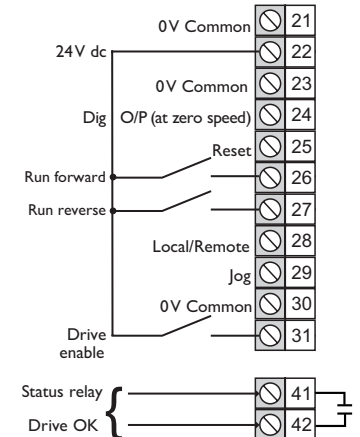 0V Common 21
24V dc 22
0V Common 23
Dig O/P (at zero speed) 24
Reset 25
Run forward 26
Run reverse 27
Local/Remote 28
Jog 29
0V Common 30
Drive enable 31
Status relay 41
Drive OK 42